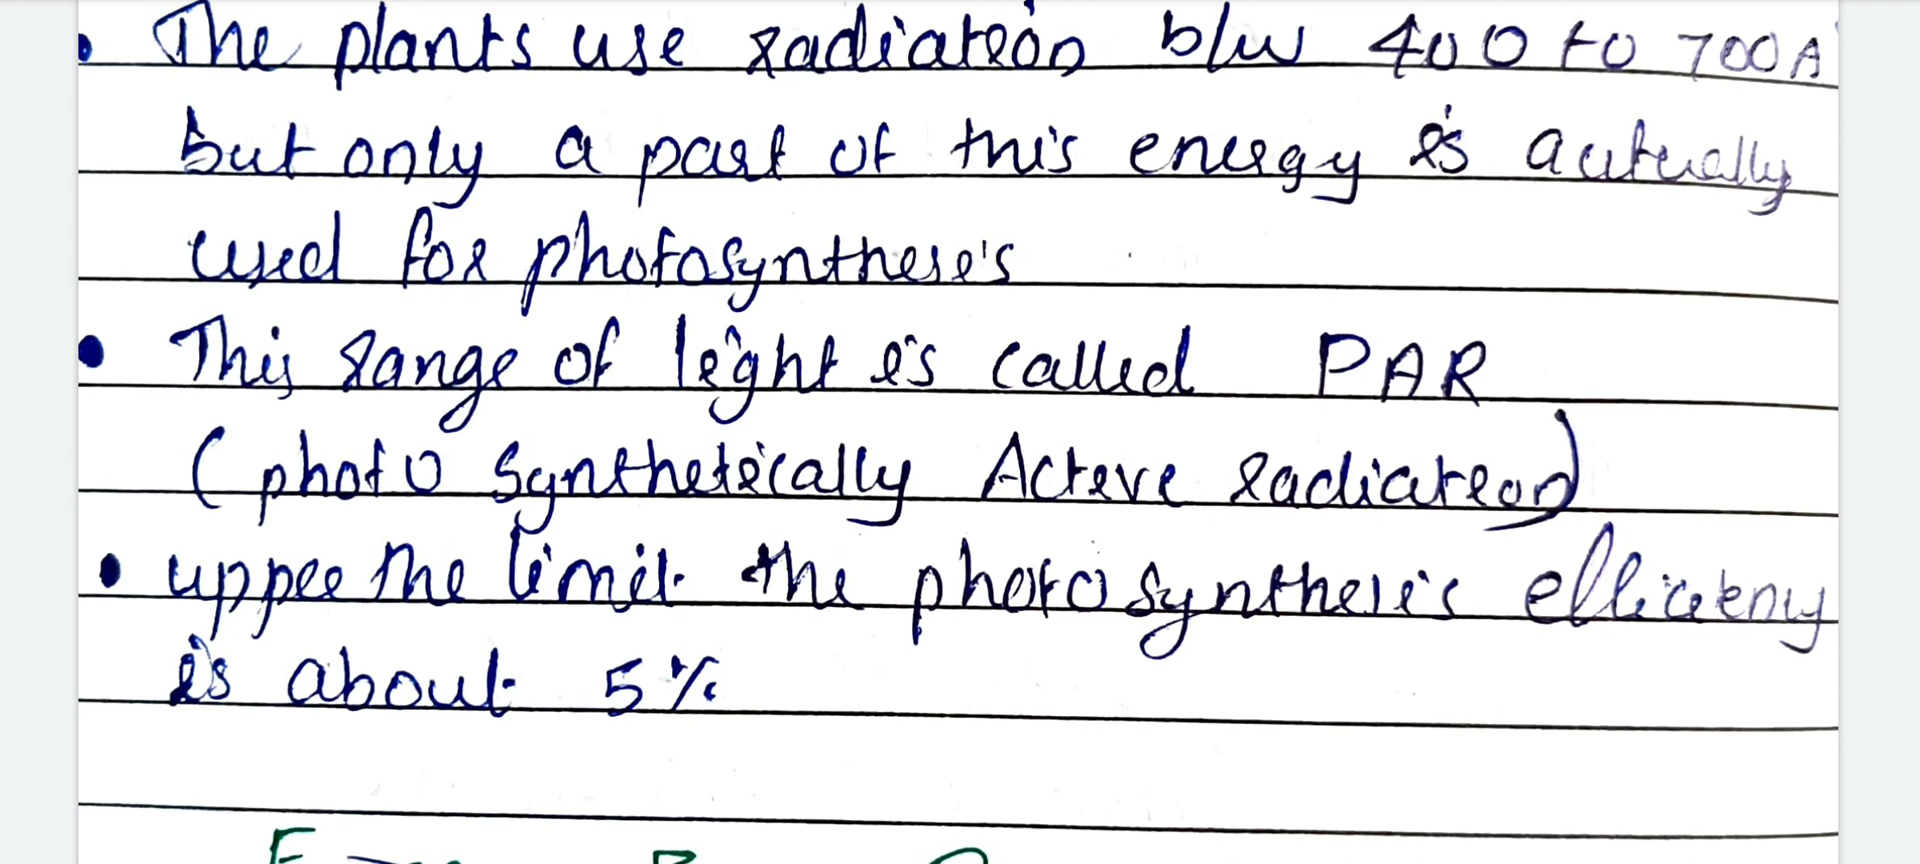 • The plants use radiation b/w 400 to 700A
but only a part of this energy is actually
used for photosynthesis
• This range of light is called PAR
(photo synthetically Active radiation)
• upper the limit the photosynthesis efficiency
is about 5%